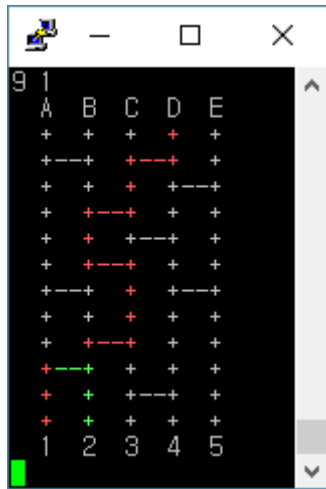 9 1
A B C D E
+ + + + +
+--+ +--+ +
+ + + +--+
+ +--+ + +
+ + +--+ +
+ +--+ + +
+--+ + +--+
+ + + + +
+ +--+ + +
+--+ + + +
+ + +--+ +
+ + + + +
1 2 3 4 5